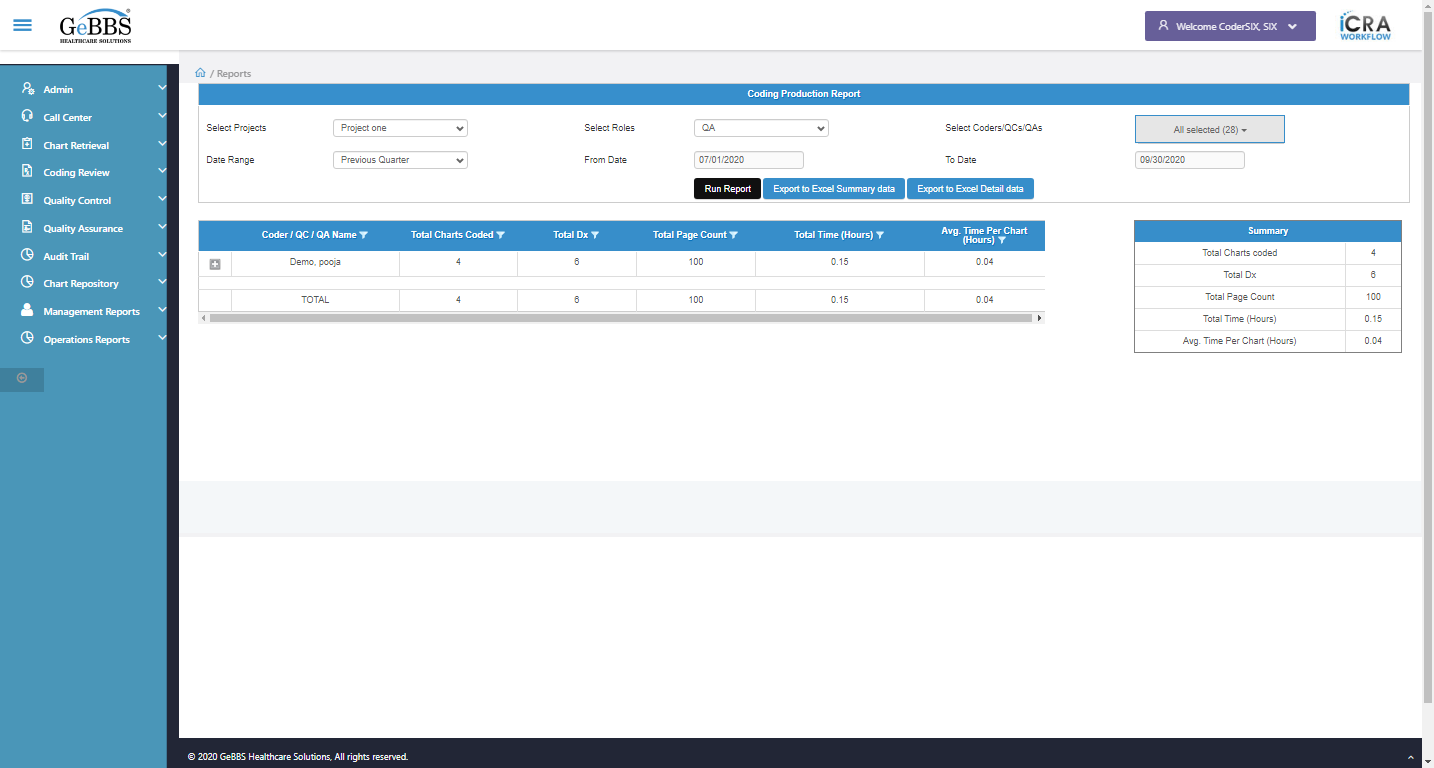 GeBBS
HEALTHCARE SOLUTIONS
Welcome CoderSIX, SIX
iCRA
WORKFLOW
Admin
Call Center
Chart Retrieval
Coding Review
Quality Control
Quality Assurance
Audit Trail
Chart Repository
Management Reports
Operations Reports
/ Reports
Coding Production Report
Select Projects Project one Select Roles QA Select Coders/QCs/QAs All selected (28)
Date Range Previous Quarter From Date 07/01/2020 To Date 09/30/2020
Run Report Export to Excel Summary data Export to Excel Detail data
Coder / QC / QA Name Total Charts Coded Total Dx Total Page Count Total Time (Hours) Avg. Time Per Chart
(Hours)
Demo, pooja 4 6 100 0.15 0.04
TOTAL 4 6 100 0.15 0.04
Summary
Total Charts coded 4
Total Dx 6
Total Page Count 100
Total Time (Hours) 0.15
Avg. Time Per Chart (Hours) 0.04
© 2020 GeBBS Healthcare Solutions, All rights reserved.